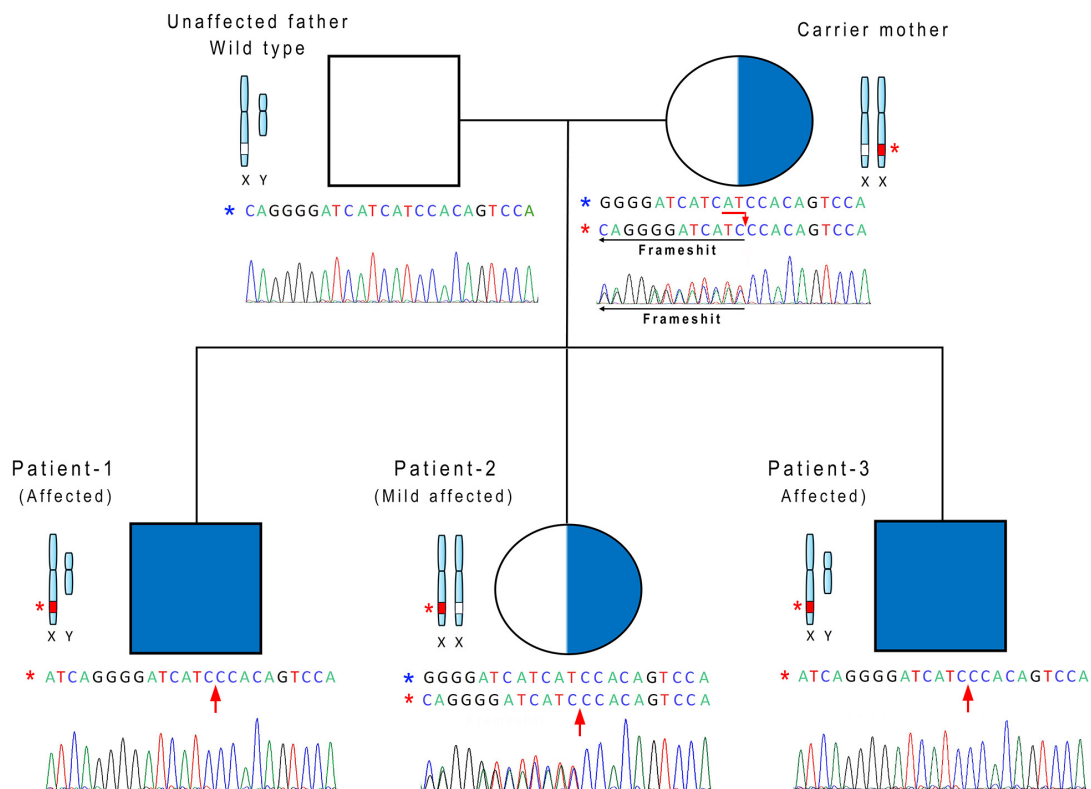 Unaffected father
Wild type
Carrier mother
X Y
X X
*
* CAGGGGATCATCATCCACAGTCCA
* GGGGATCATCATCCACAGTCCA
* CAGGGGATCATCCCACAGTCCA
Frameshit
Frameshit
Patient-1
(Affected)
Patient-2
(Mild affected)
Patient-3
Affected)
*
X Y
*
X X
*
X Y
* ATCAGGGGATCATCCCACAGTCCA
* GGGGATCATCATCCACAGTCCA
* CAGGGGATCATCCCACAGTCCA
* ATCAGGGGATCATCCCACAGTCCA